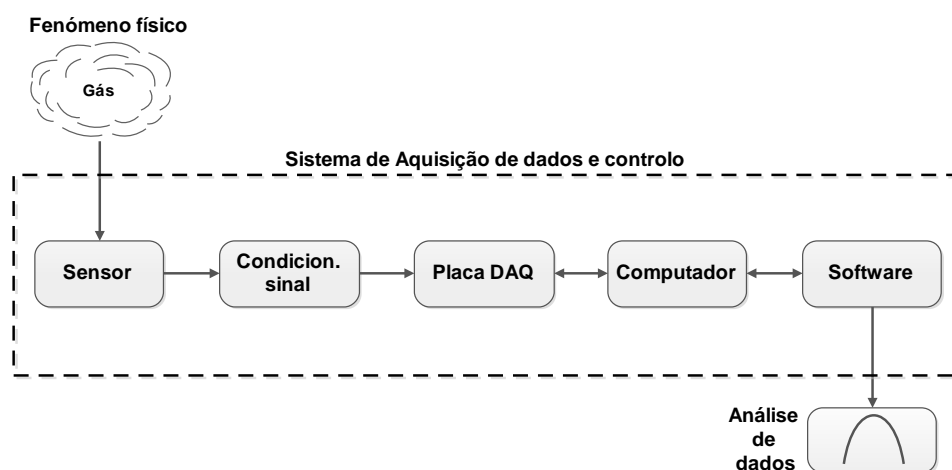 Fenómeno físico
Gás
Sistema de Aquisição de dados e controlo
Sensor
Condicion.
sinal
Placa DAQ
Computador
Software
Análise
de
dados